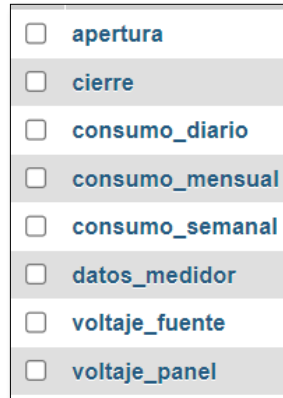 apertura
cierre
consumo_diario
consumo_mensual
consumo_semanal
datos_medidor
voltaje_fuente
voltaje_panel